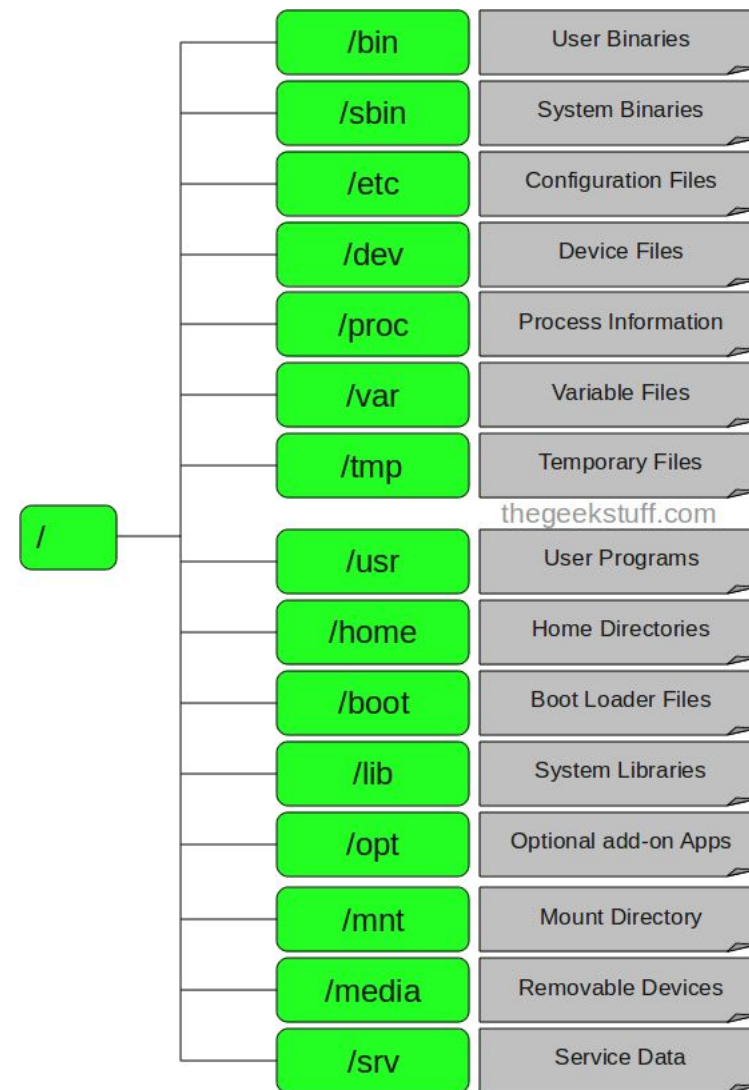 /bin User Binaries
/sbin System Binaries
/etc Configuration Files
/dev Device Files
/proc Process Information
/var Variable Files
/tmp Temporary Files
thegeekstuff.com
/
/usr User Programs
/home Home Directories
/boot Boot Loader Files
/lib System Libraries
/opt Optional add-on Apps
/mnt Mount Directory
/media Removable Devices
/srv Service Data